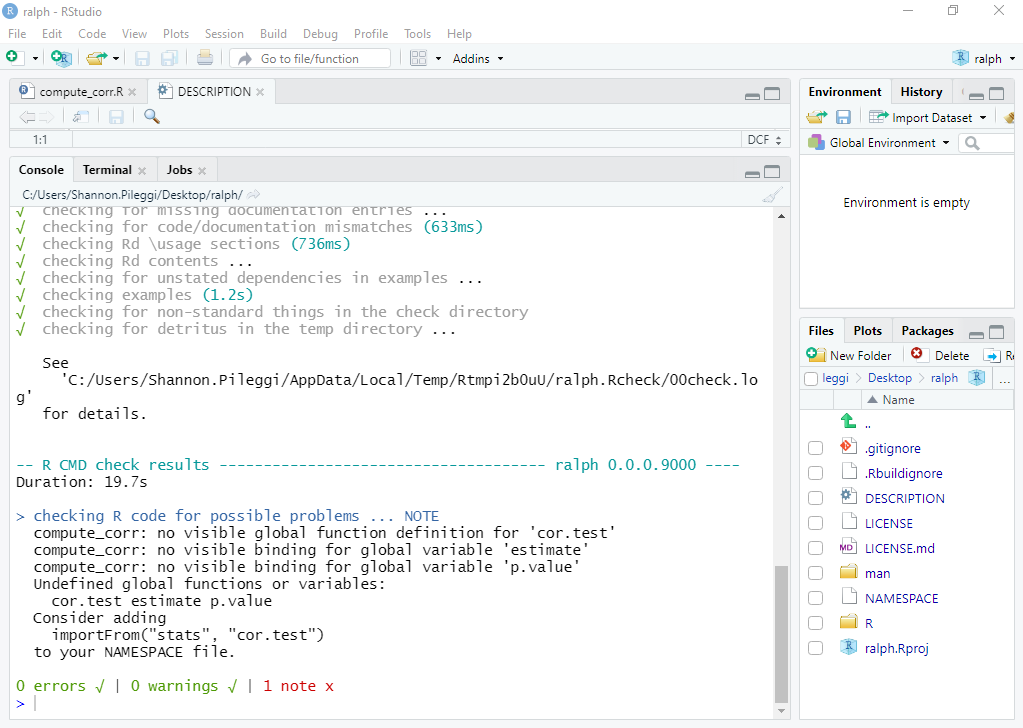 ralph - RStudio
File Edit Code View Plots Session Build Debug Profile Tools Help
Go to file/function Addins ralph
compute_corr.R DESCRIPTION
1:1 DCF
Console Terminal Jobs
C:/Users/Shannon.Pileggi/Desktop/ralph/
√ checking for missing documentation entries ...
√ checking for code/documentation mismatches (633ms)
√ checking Rd \usage sections (736ms)
√ checking Rd contents ...
√ checking for unstated dependencies in examples ...
√ checking examples (1.2s)
√ checking for non-standard things in the check directory
√ checking for detritus in the temp directory ...
See
'C:/Users/Shannon.Pileggi/AppData/Local/Temp/Rtmpi2b0uU/ralph.Rcheck/00check.lo
g'
for details.
-- R CMD check results ------------------------------------ ralph 0.0.0.9000 ----
Duration: 19.7s
> checking R code for possible problems ... NOTE
compute_corr: no visible global function definition for 'cor.test'
compute_corr: no visible binding for global variable 'estimate'
compute_corr: no visible binding for global variable 'p.value'
Undefined global functions or variables:
cor.test estimate p.value
Consider adding
importFrom("stats", "cor.test")
to your NAMESPACE file.
0 errors √ | 0 warnings √ | 1 note x
>
Environment History
Import Dataset
Global Environment
Environment is empty
Files Plots Packages
New Folder Delete Re
leggi Desktop ralph ...
Name
..
.gitignore
.Rbuildignore
DESCRIPTION
LICENSE
LICENSE.md
man
NAMESPACE
R
ralph.Rproj